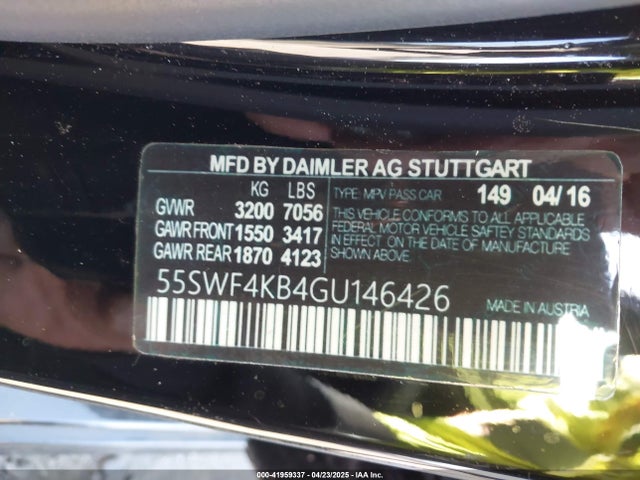 MFD BY DAIMLER AG STUTTGART
KG LBS
GVWR 3200 7056
GAWR FRONT 1550 3417
GAWR REAR 1870 4123
TYPE: MPV PASS CAR 149 04/16
THIS VEHICLE CONFORMS TO ALL APPLICABLE
FEDERAL MOTOR VEHICLE SAFTEY STANDARDS
IN EFFECT ON THE DATE OF MANUFACTURE
SHOWN ABOVE.
55SWF4KB4GU146426
MADE IN AUSTRIA
000-41959337 - 04/23/2025 - IAA Inc.